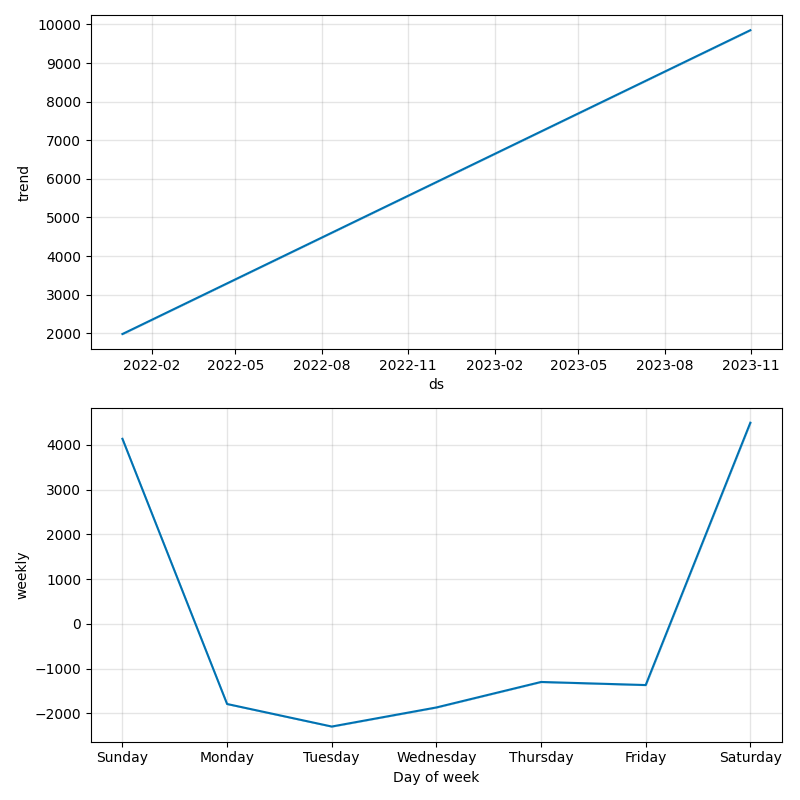 10000
9000
8000
7000
6000
5000
4000
3000
2000
trend
2022-02 2022-05 2022-08 2022-11 2023-02 2023-05 2023-08 2023-11
ds
4000
3000
2000
1000
0
−1000
−2000
weekly
Sunday Monday Tuesday Wednesday Thursday Friday Saturday
Day of week